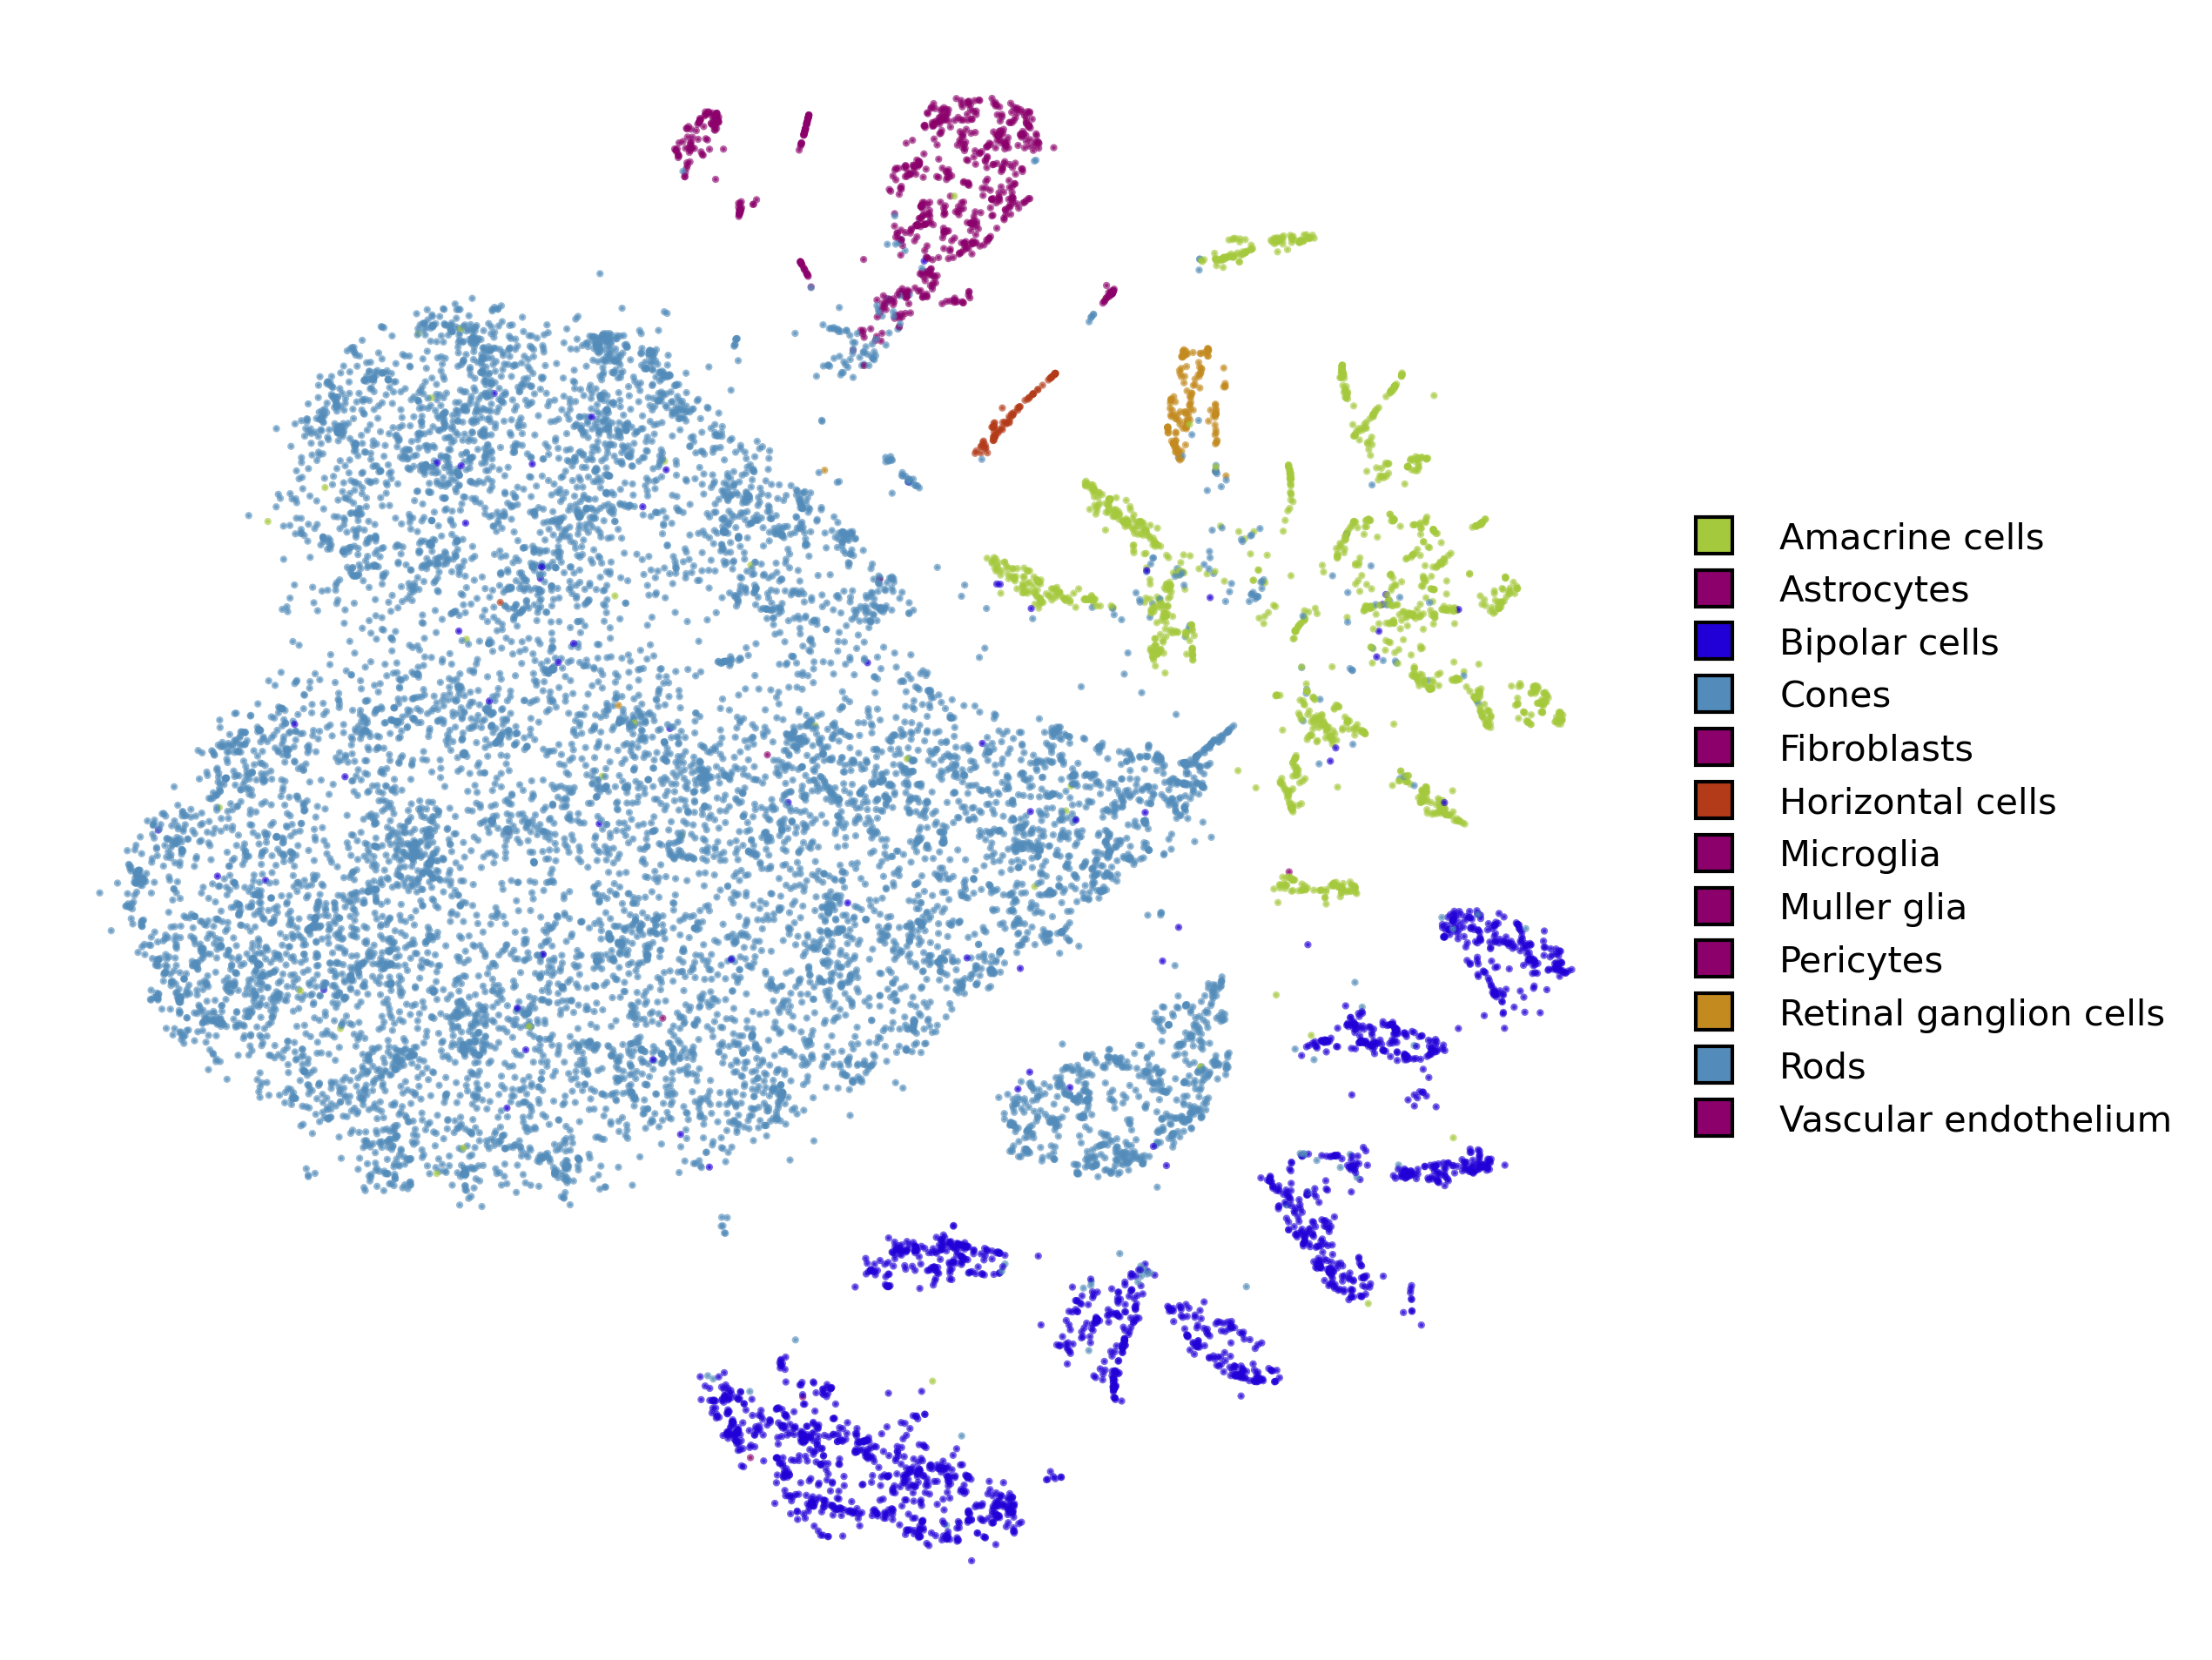 Amacrine cells
Astrocytes
Bipolar cells
Cones
Fibroblasts
Horizontal cells
Microglia
Muller glia
Pericytes
Retinal ganglion cells
Rods
Vascular endothelium